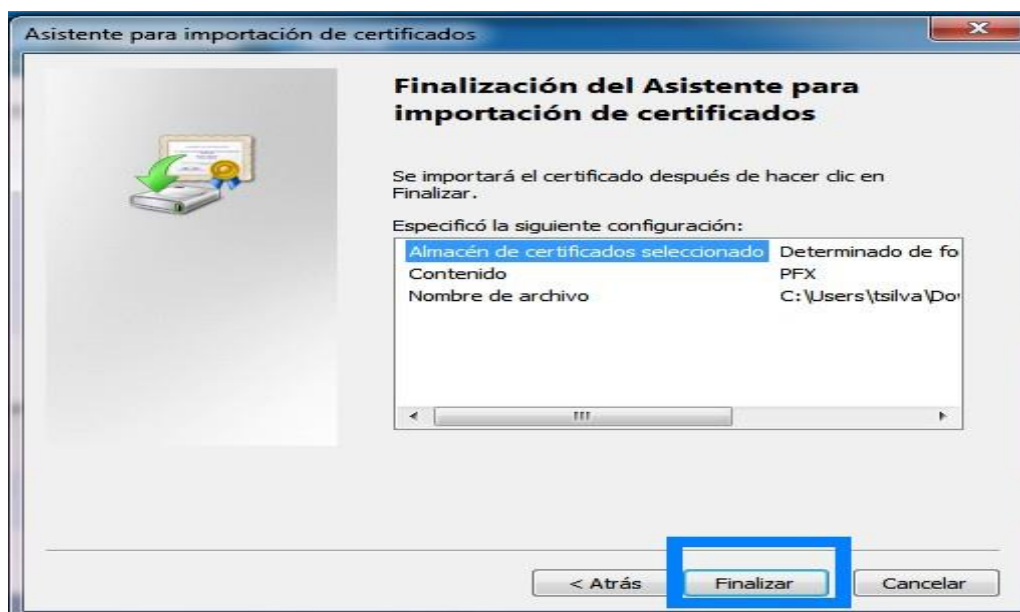 Asistente para importación de certificados
Finalización del Asistente para
importación de certificados
Se importará el certificado después de hacer clic en
Finalizar.
Especificó la siguiente configuración:
Almacén de certificados seleccionado Determinado de fo
Contenido PFX
Nombre de archivo C:\Users\tsilva\Do
< Atrás Finalizar Cancelar